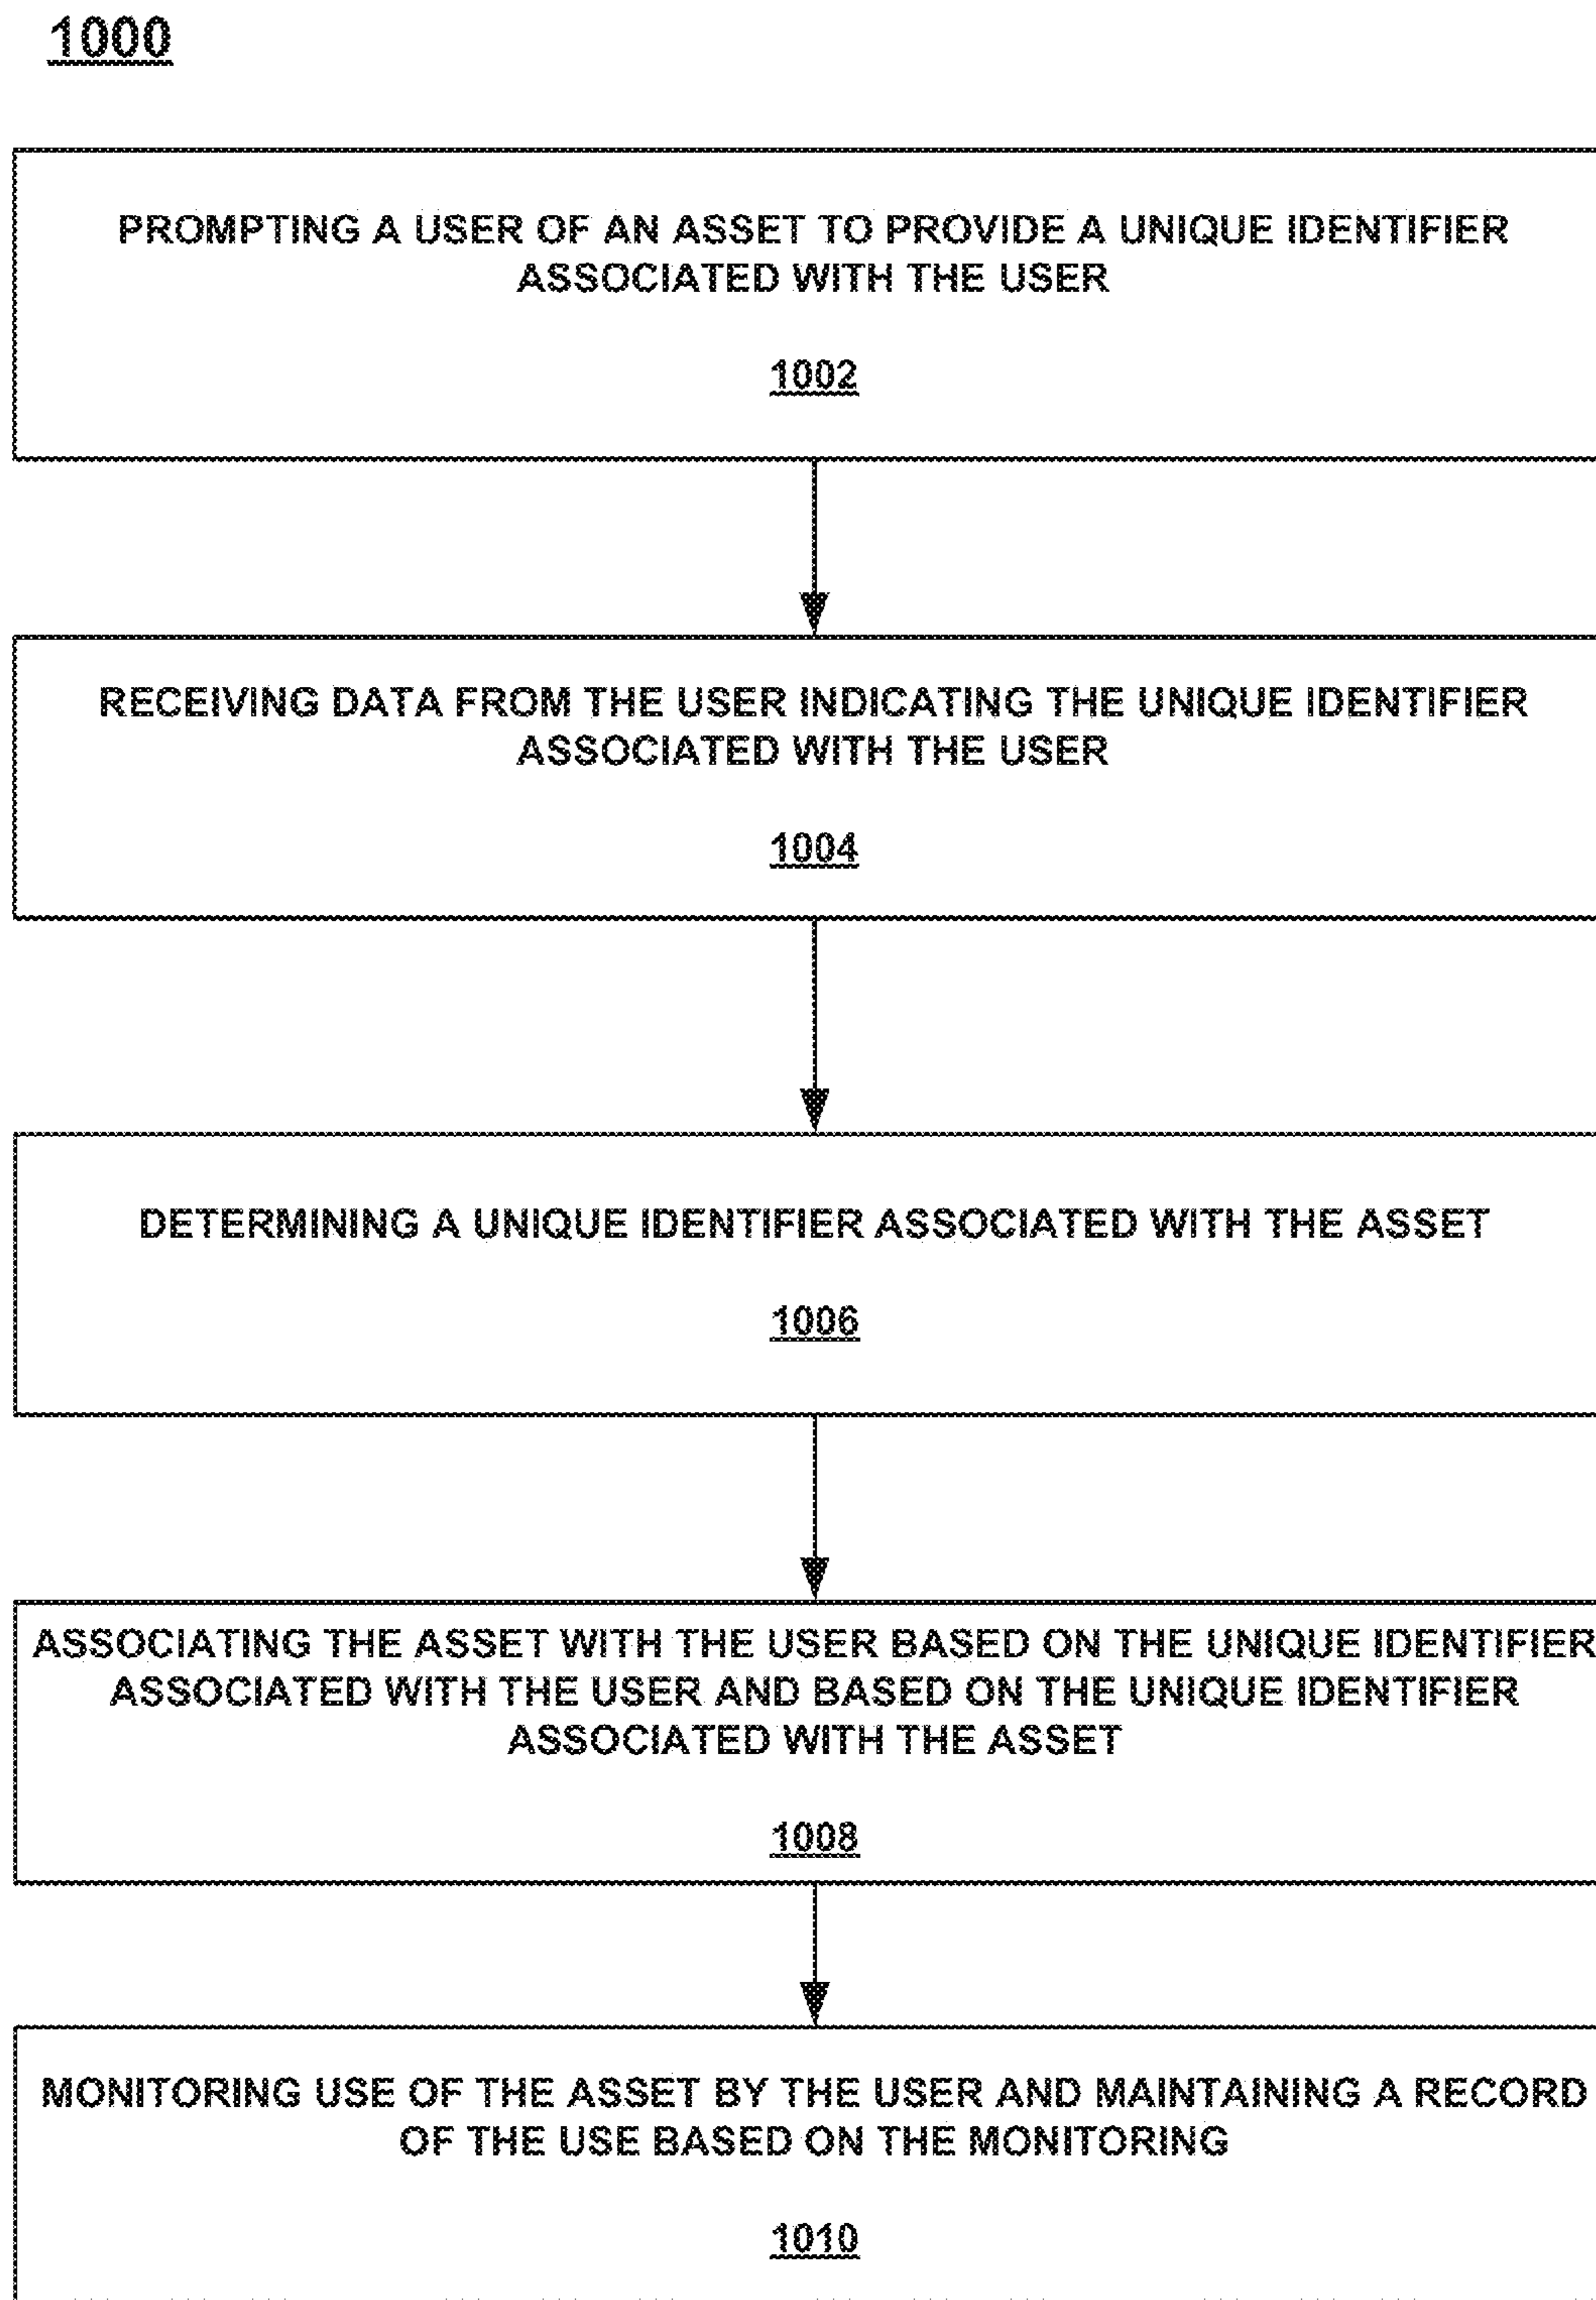 1000
PROMPTING A USER OF AN ASSET TO PROVIDE A UNIQUE IDENTIFIER
ASSOCIATED WITH THE USER
1002
RECEIVING DATA FROM THE USER INDICATING THE UNIQUE IDENTIFIER
ASSOCIATED WITH THE USER
1004
DETERMINING A UNIQUE IDENTIFIER ASSOCIATED WITH THE ASSET
1006
ASSOCIATING THE ASSET WITH THE USER BASED ON THE UNIQUE IDENTIFIER
ASSOCIATED WITH THE USER AND BASED ON THE UNIQUE IDENTIFIER
ASSOCIATED WITH THE ASSET
1008
MONITORING USE OF THE ASSET BY THE USER AND MAINTAINING A RECORD
OF THE USE BASED ON THE MONITORING
1010